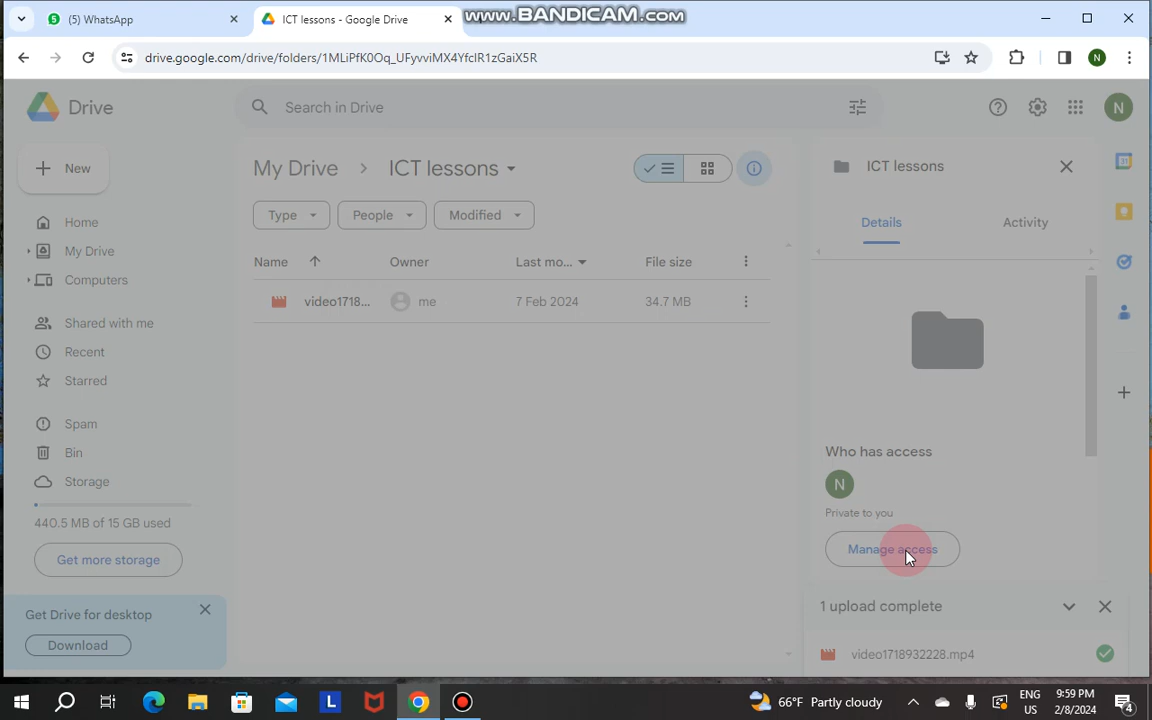 (5) WhatsApp
ICT lessons - Google Drive
www.BANDICAM.com
drive.google.com/drive/folders/1MLiPfK0Oq_UFyvviMX4YfclR1zGaiX5R
N
Drive
Search in Drive
N
New
My Drive
ICT lessons
ICT lessons
Home
My Drive
Computers
Shared with me
Recent
Starred
Spam
Bin
Storage
440.5 MB of 15 GB used
Get more storage
Get Drive for desktop
Download
Type
People
Modified
Name
Owner
Last mo...
File size
video1718...
me
7 Feb 2024
34.7 MB
Details
Activity
Who has access
N
Private to you
Manage access
1 upload complete
video1718932228.mp4
L
66°F Partly cloudy
ENG
US
9:59 PM
2/8/2024
4